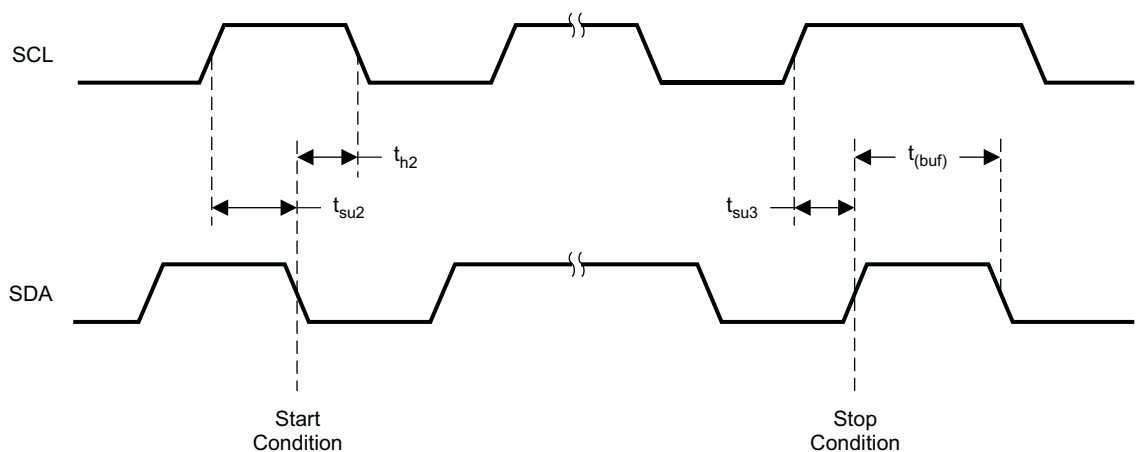 SCL
t_h2
t_(buf)
t_su2
t_su3
SDA
Start
Condition
Stop
Condition